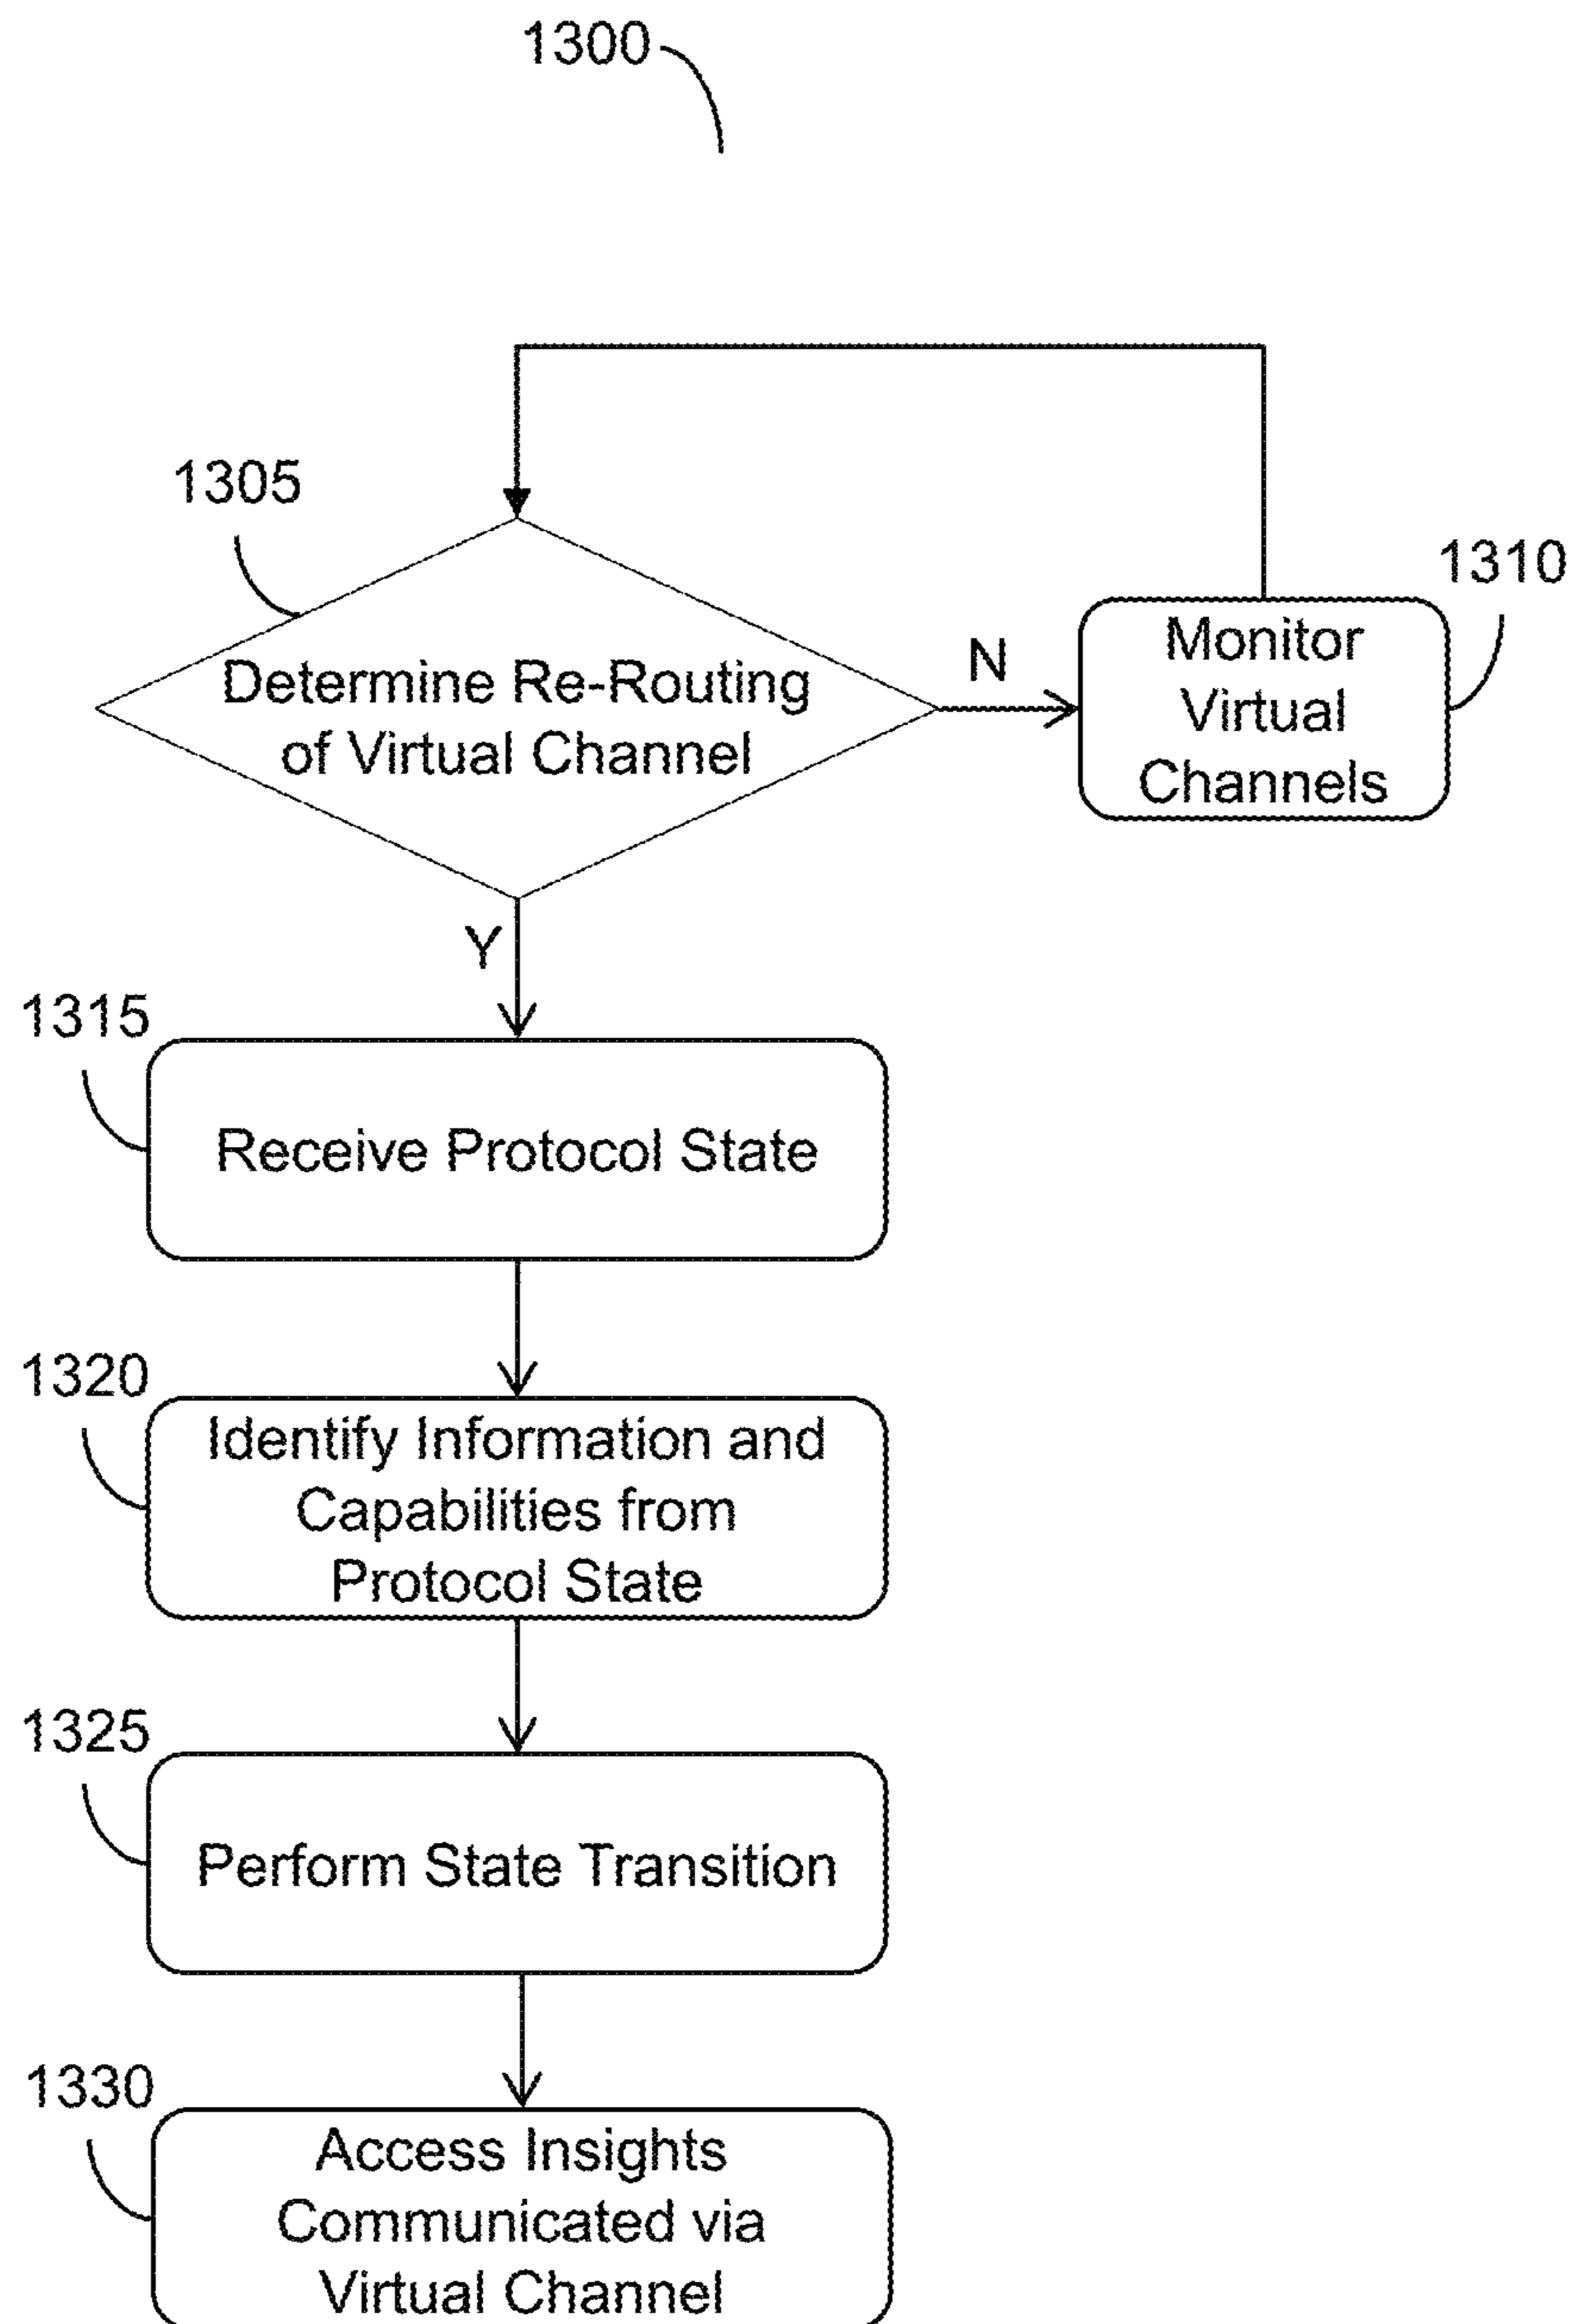 1300
1305
Determine Re-Routing
of Virtual Channel
N
1310
Monitor
Virtual
Channels
Y
1315
Receive Protocol State
1320
Identify Information and
Capabilities from
Protocol State
1325
Perform State Transition
1330
Access Insights
Communicated via
Virtual Channel